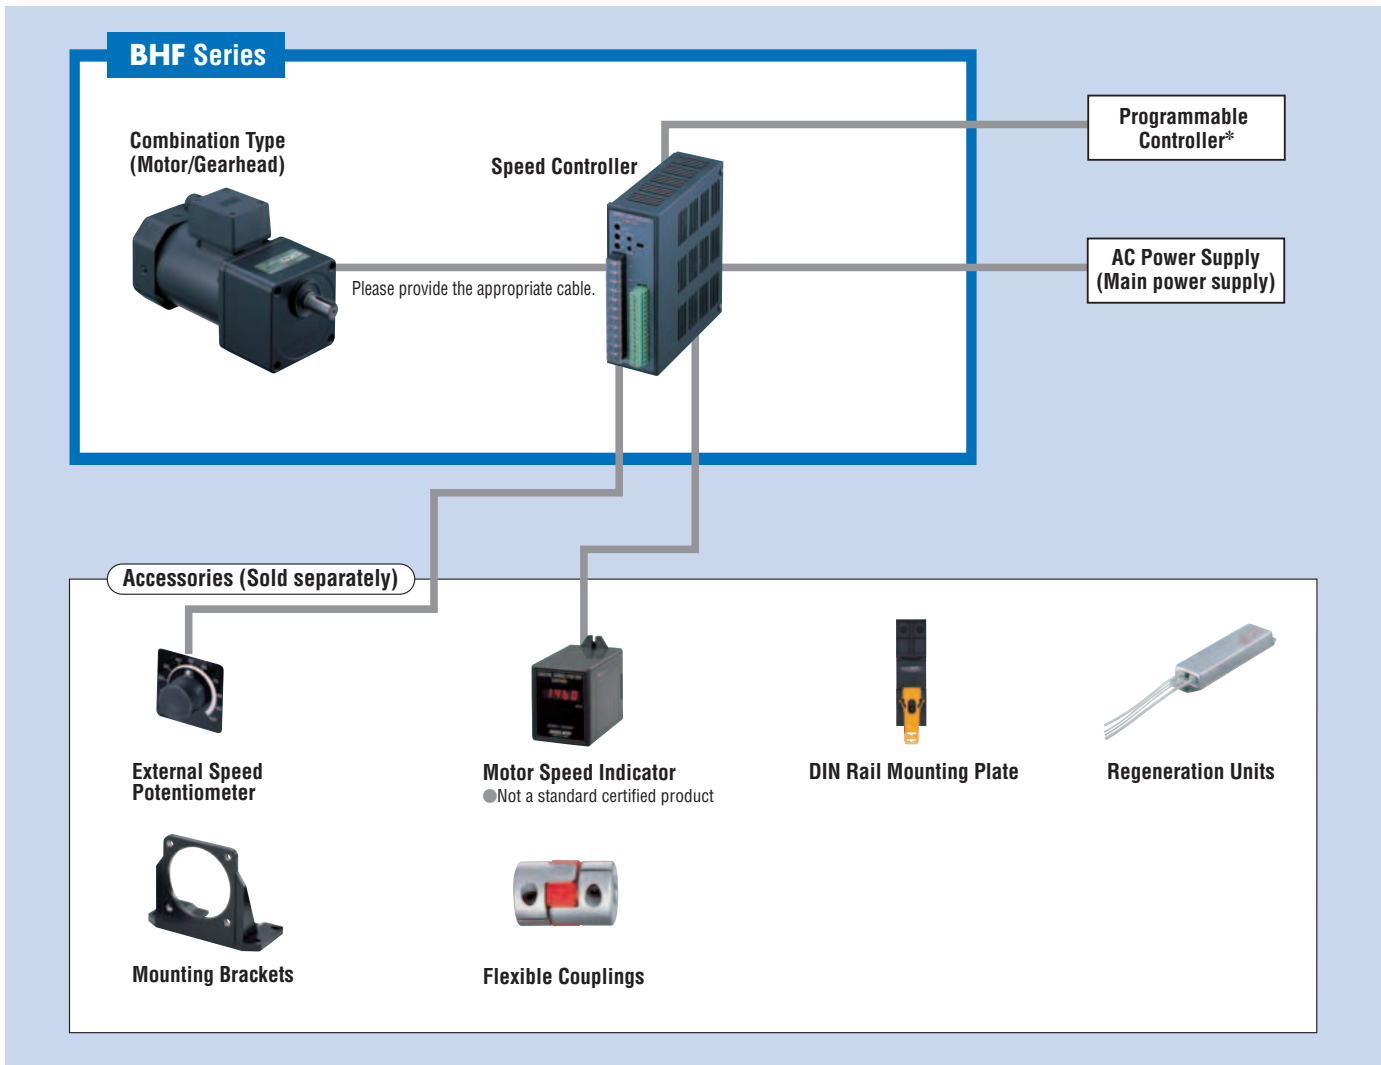 BHF Series
Combination Type
(Motor/Gearhead)
Speed Controller
Please provide the appropriate cable.
Programmable
Controller*
AC Power Supply
(Main power supply)
Accessories (Sold separately)
1460
External Speed
Potentiometer
Motor Speed Indicator
●Not a standard certified product
DIN Rail Mounting Plate
Regeneration Units
Mounting Brackets
Flexible Couplings